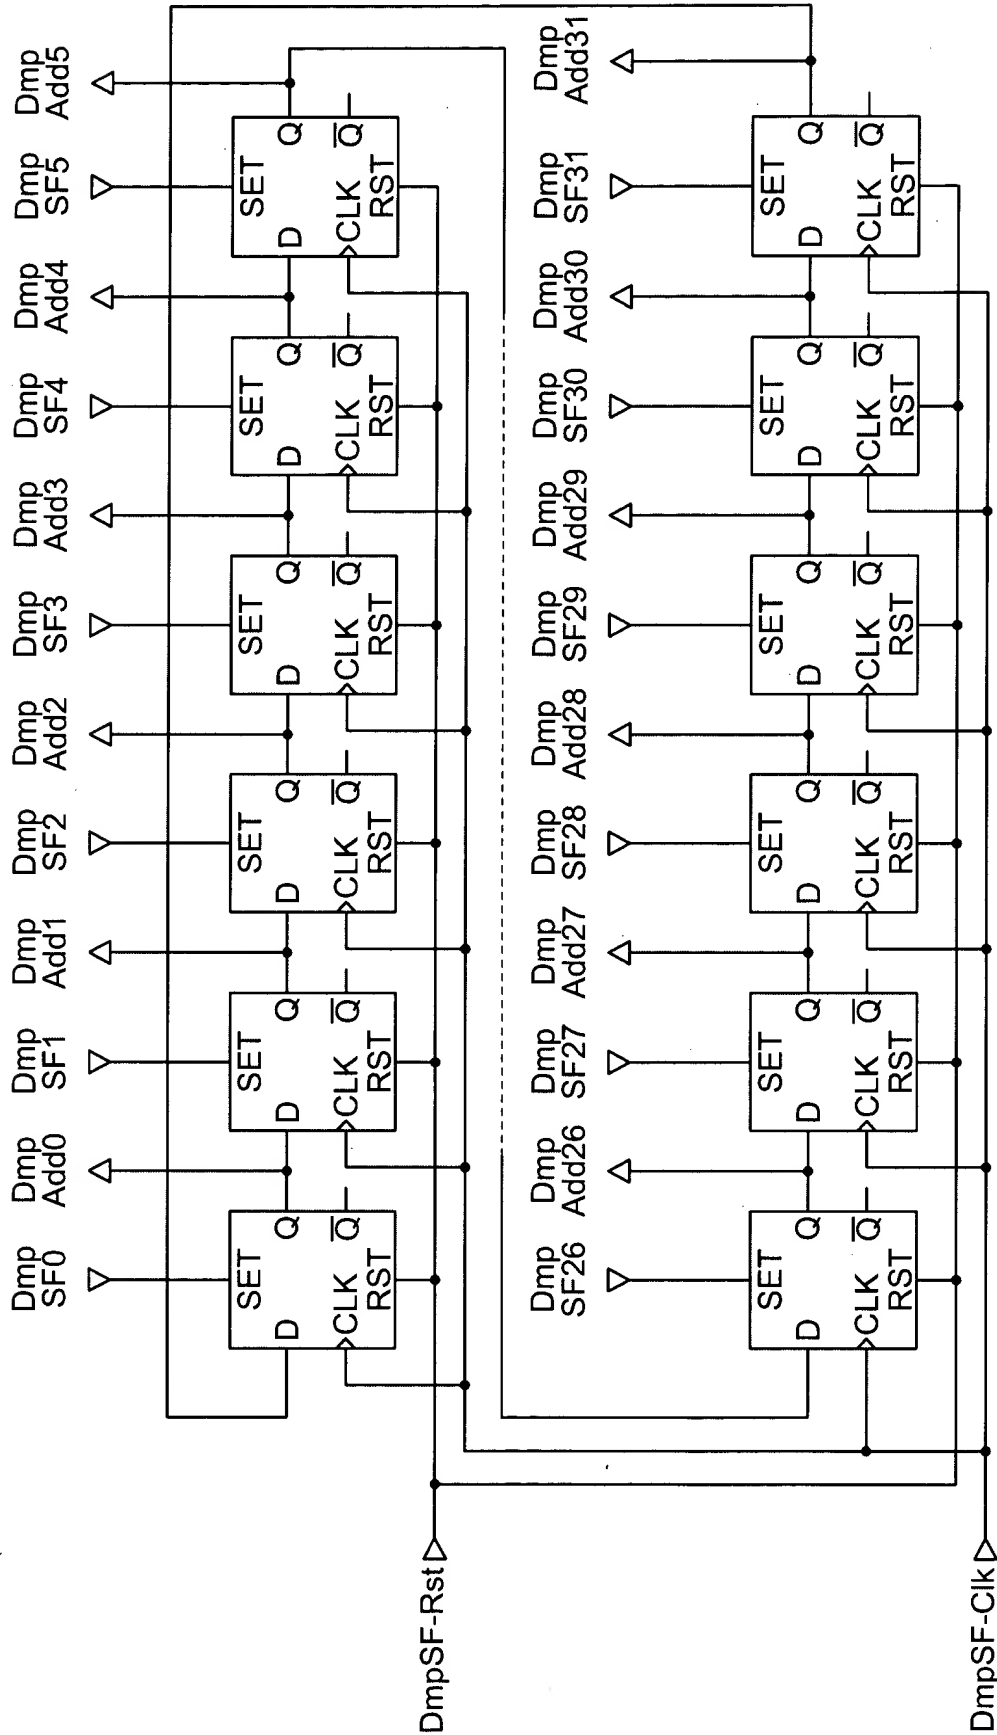 Dmp
SF0
Dmp
Add0
Dmp
SF1
Dmp
Add1
Dmp
SF2
Dmp
Add2
Dmp
SF3
Dmp
Add3
Dmp
SF4
Dmp
Add4
Dmp
SF5
Dmp
Add5
SET
D Q
CLK Q̅
RST
SET
D Q
CLK Q̅
RST
SET
D Q
CLK Q̅
RST
SET
D Q
CLK Q̅
RST
SET
D Q
CLK Q̅
RST
SET
D Q
CLK Q̅
RST
DmpSF-Rst
Dmp
SF26
Dmp
Add26
Dmp
SF27
Dmp
Add27
Dmp
SF28
Dmp
Add28
Dmp
SF29
Dmp
Add29
Dmp
SF30
Dmp
Add30
Dmp
SF31
Dmp
Add31
SET
D Q
CLK Q̅
RST
SET
D Q
CLK Q̅
RST
SET
D Q
CLK Q̅
RST
SET
D Q
CLK Q̅
RST
SET
D Q
CLK Q̅
RST
SET
D Q
CLK Q̅
RST
DmpSF-Clk